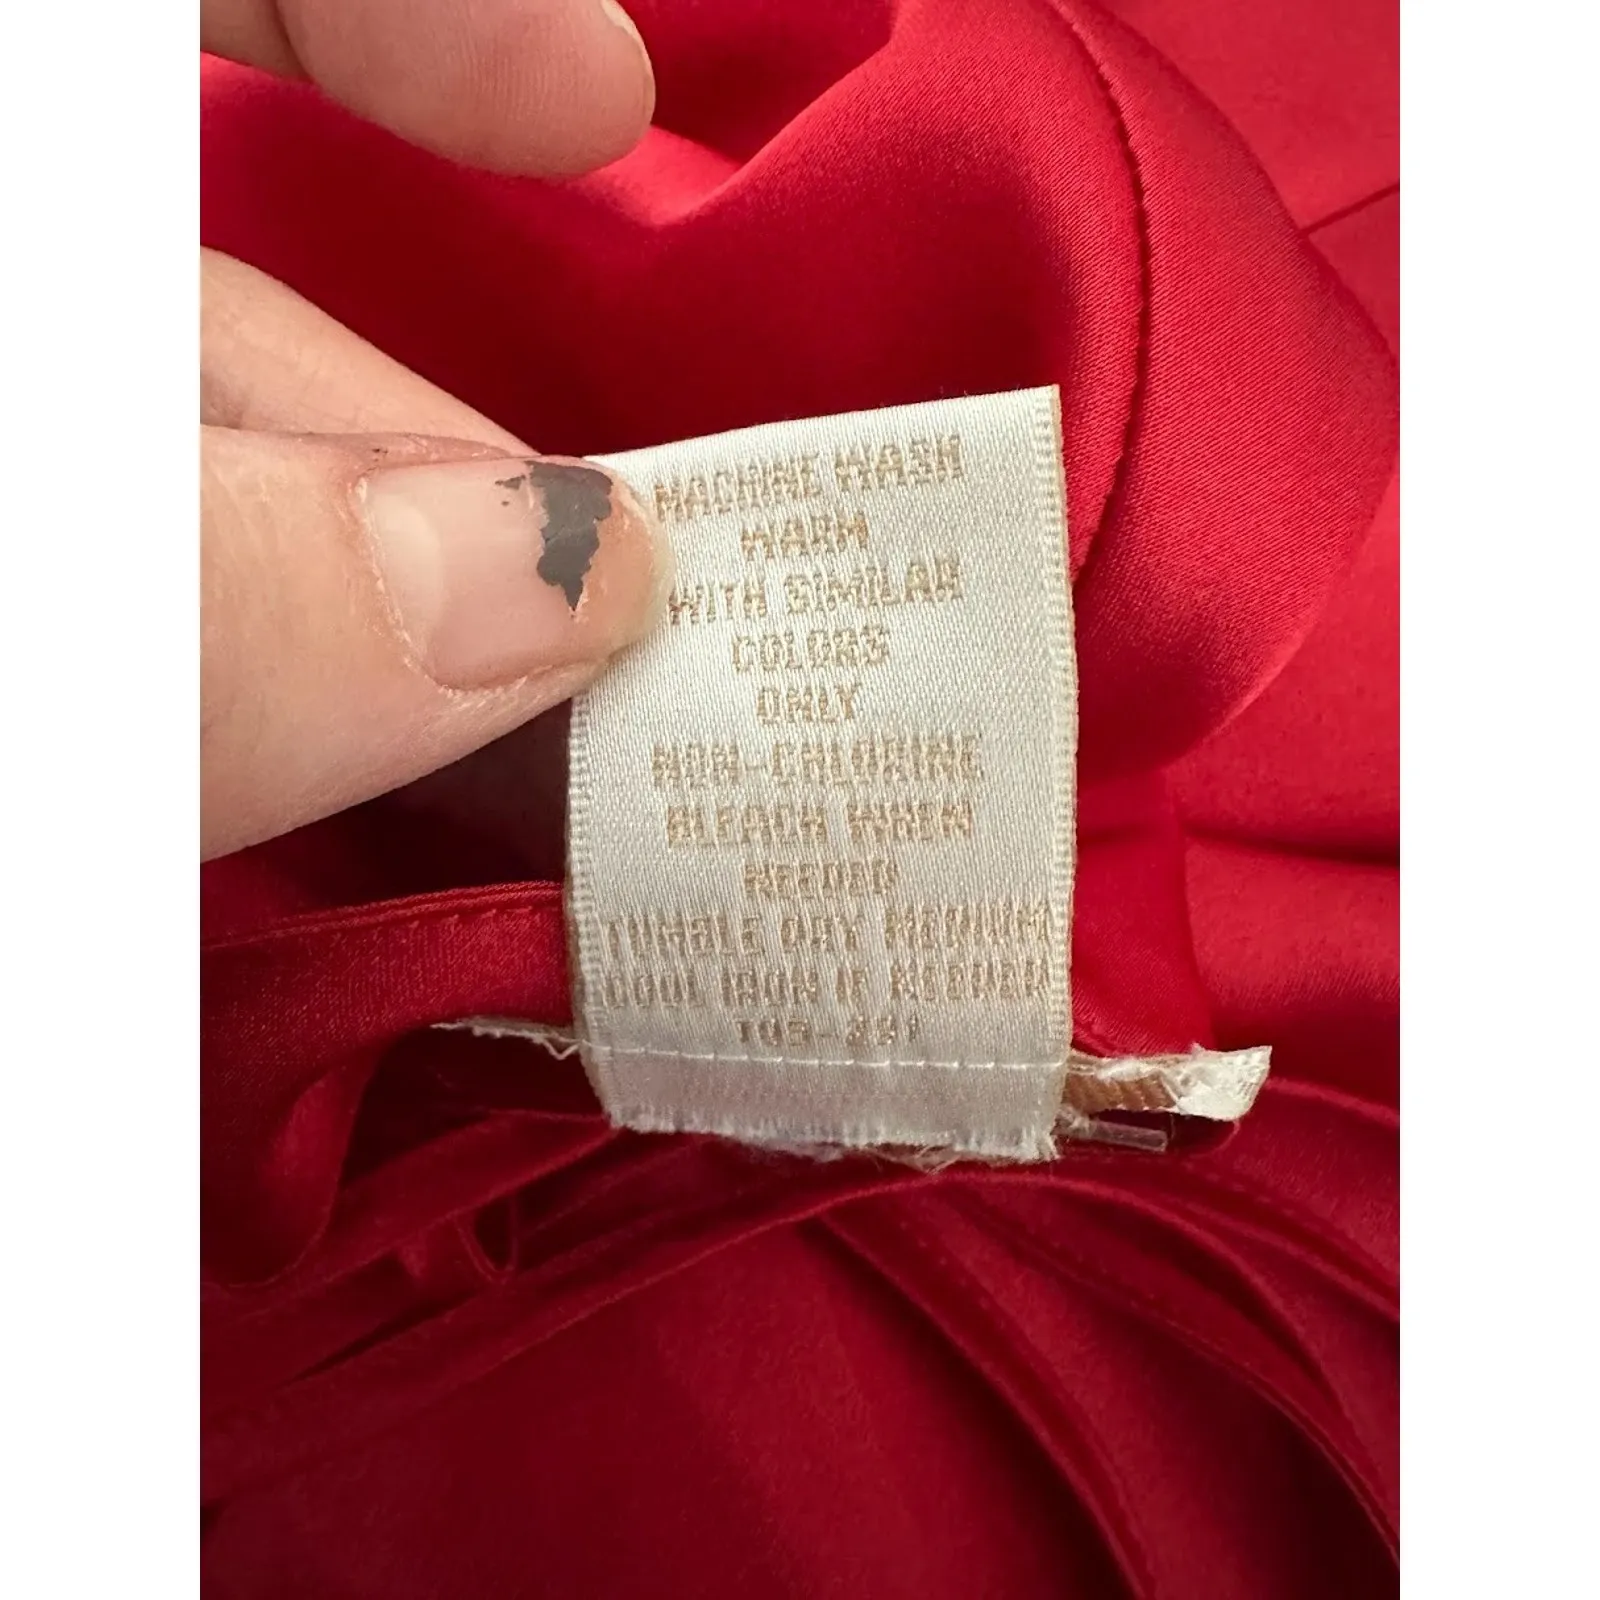 MACHINE WASH
WARM
WITH SIMILAR
COLORS
ONLY
NON-CHLORINE
BLEACH WHEN
NEEDED
TUMBLE DRY MEDIUM
COOL IRON IF NEEDED